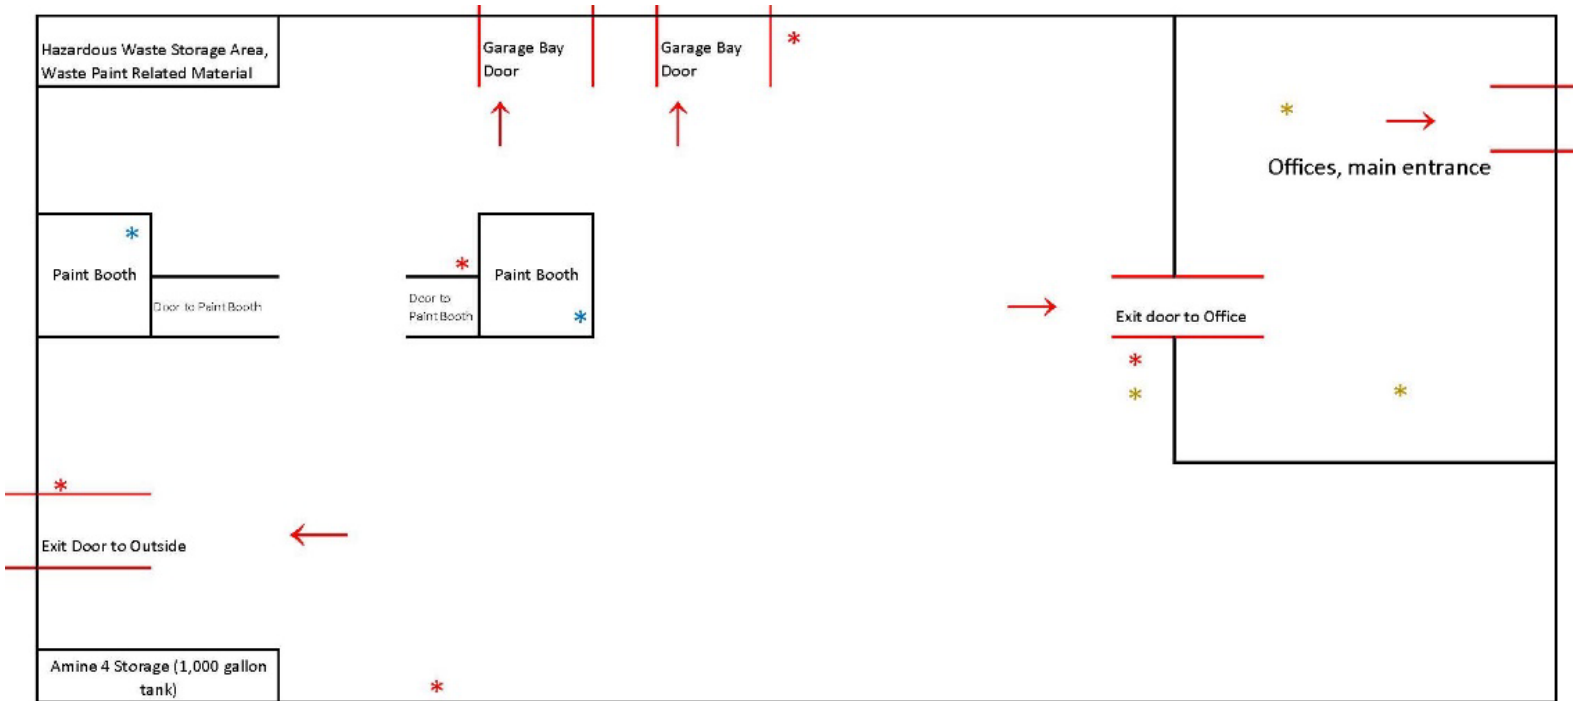 Hazardous Waste Storage Area,
Waste Paint Related Material
Garage Bay
Door
Garage Bay
Door
*
*
Offices, main entrance
*
Paint Booth
Door to Paint Booth
*
Door to
Paint Booth
Paint Booth
*
Exit door to Office
*
*
*
*
Exit Door to Outside
Amine 4 Storage (1,000 gallon
tank)
*